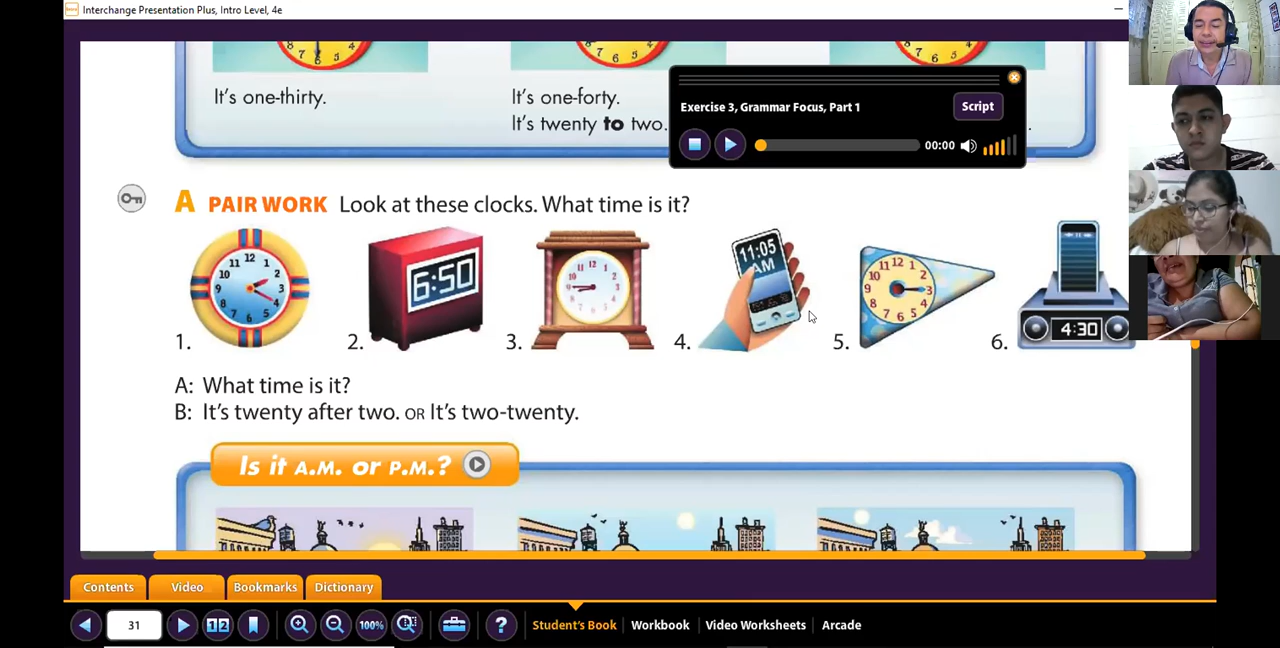 Interchange Presentation Plus, Intro Level, 4e
It's one-thirty.
It's one-forty.
It's twenty to two.
Exercise 3, Grammar Focus, Part 1
Script
00:00
A PAIR WORK Look at these clocks. What time is it?
1. 2. 3. 4. 5. 6.
6:50
11:05
AM
4:30
A: What time is it?
B: It's twenty after two. OR It's two-twenty.
Is it A.M. or P.M.?
Contents Video Bookmarks Dictionary
31 12 100% ? Student's Book Workbook Video Worksheets Arcade